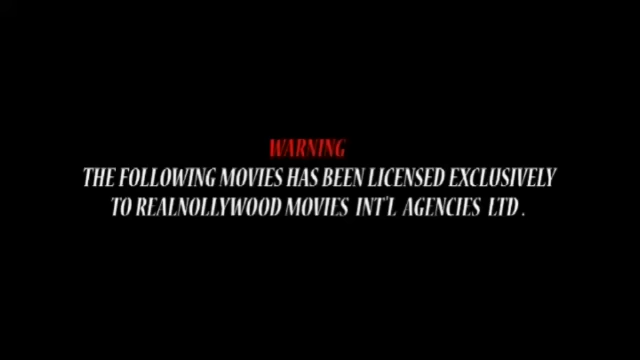 WARNING
THE FOLLOWING MOVIES HAS BEEN LICENSED EXCLUSIVELY
TO REALNOLLYWOOD MOVIES INT'L AGENCIES LTD.